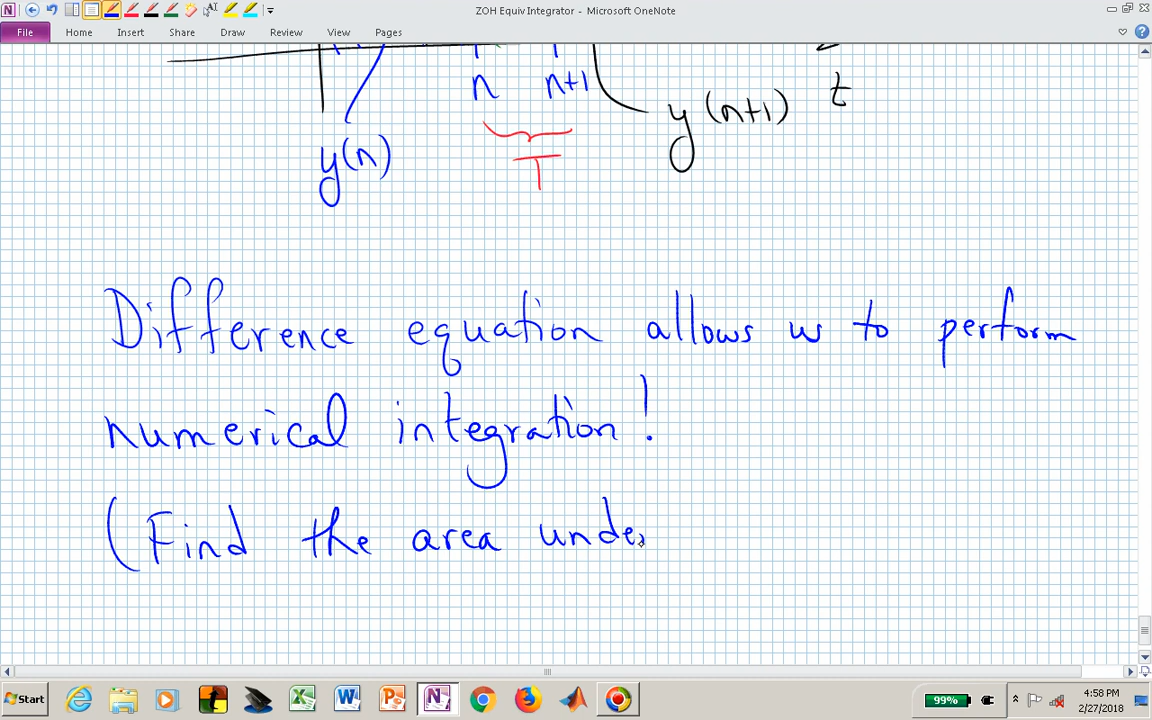 ZOH Equiv Integrator - Microsoft OneNote
File Home Insert Share Draw Review View Pages
n n+1
y(n+1) t
y(n)
T
Difference equation allows us to perform
numerical integration!
(Find the area under
Start
99%
4:58 PM
2/27/2018